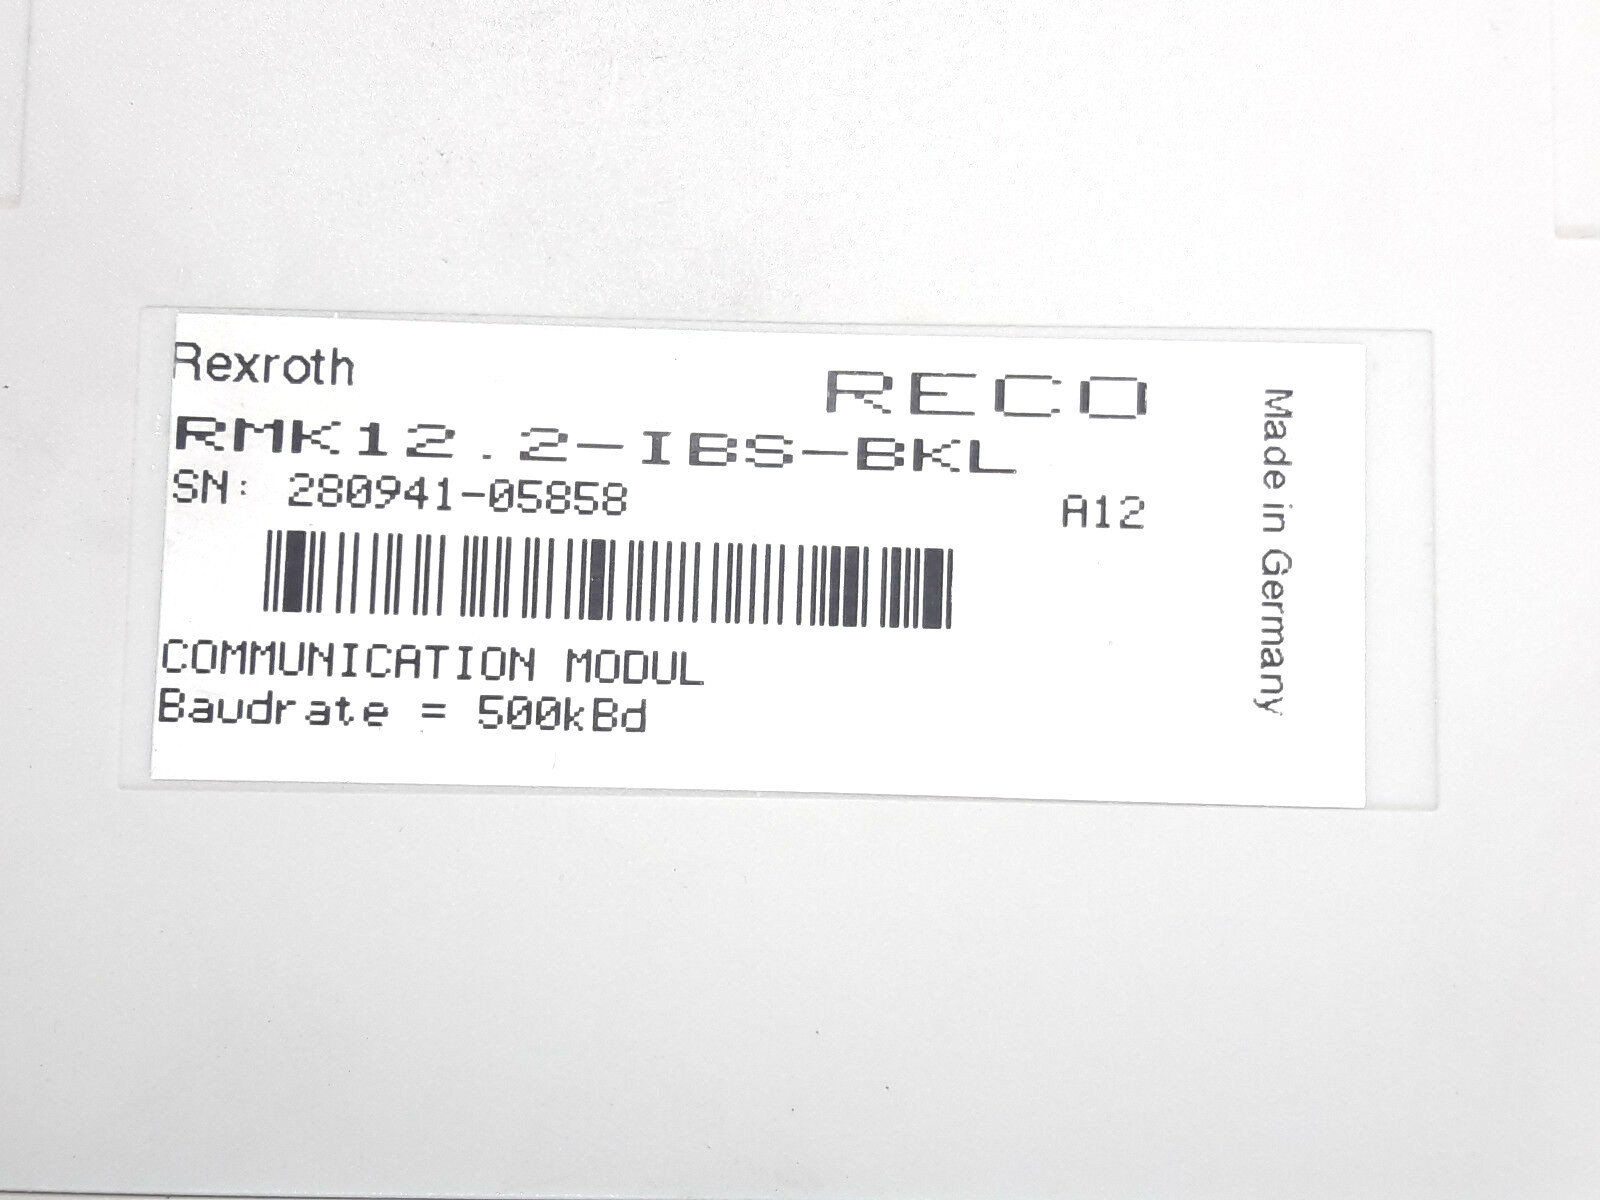 Rexroth
RECO
RMK12.2-IBS-BKL
SN: 280941-05858
A12
COMMUNICATION MODUL
Baudrate = 500kBd
Made in Germany